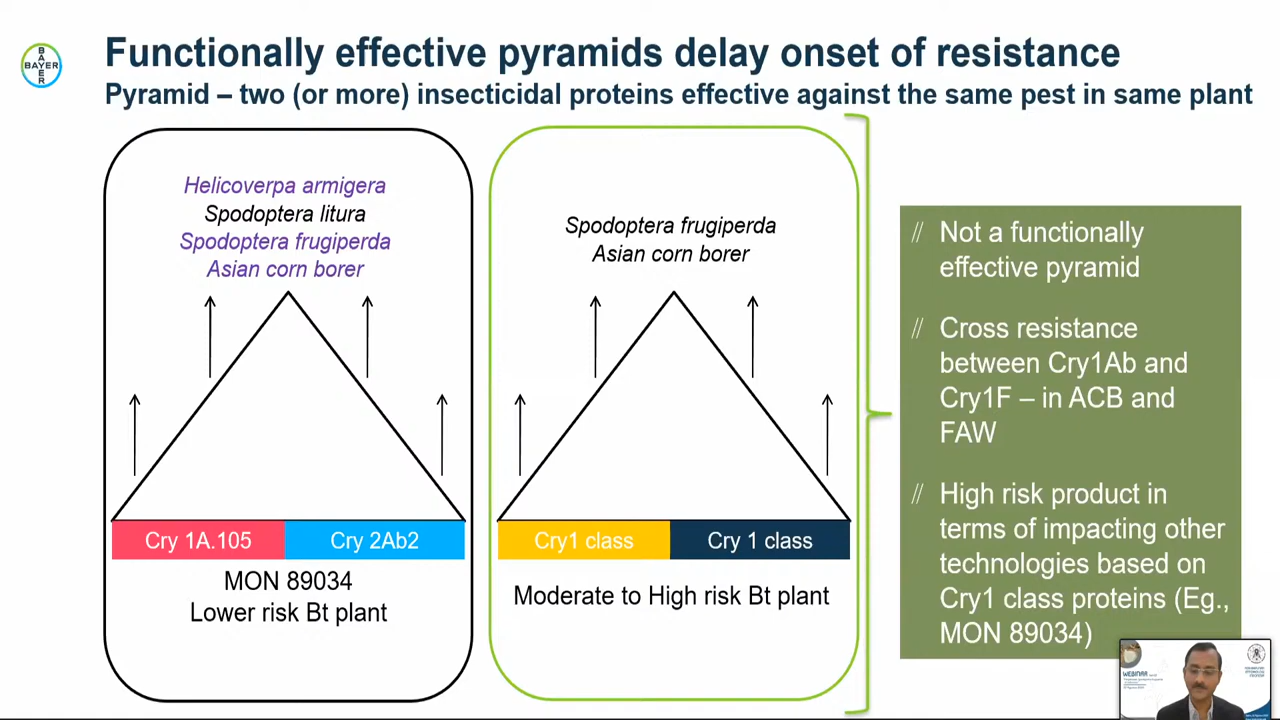 Functionally effective pyramids delay onset of resistance
Pyramid – two (or more) insecticidal proteins effective against the same pest in same plant
BAYER
BAYER
Helicoverpa armigera
Spodoptera litura
Spodoptera frugiperda
Asian corn borer
Cry 1A.105
Cry 2Ab2
MON 89034
Lower risk Bt plant
Spodoptera frugiperda
Asian corn borer
Cry1 class
Cry 1 class
Moderate to High risk Bt plant
// Not a functionally
effective pyramid
// Cross resistance
between Cry1Ab and
Cry1F – in ACB and
FAW
// High risk product in
terms of impacting other
technologies based on
Cry1 class proteins (Eg.,
MON 89034)
WEBINAR